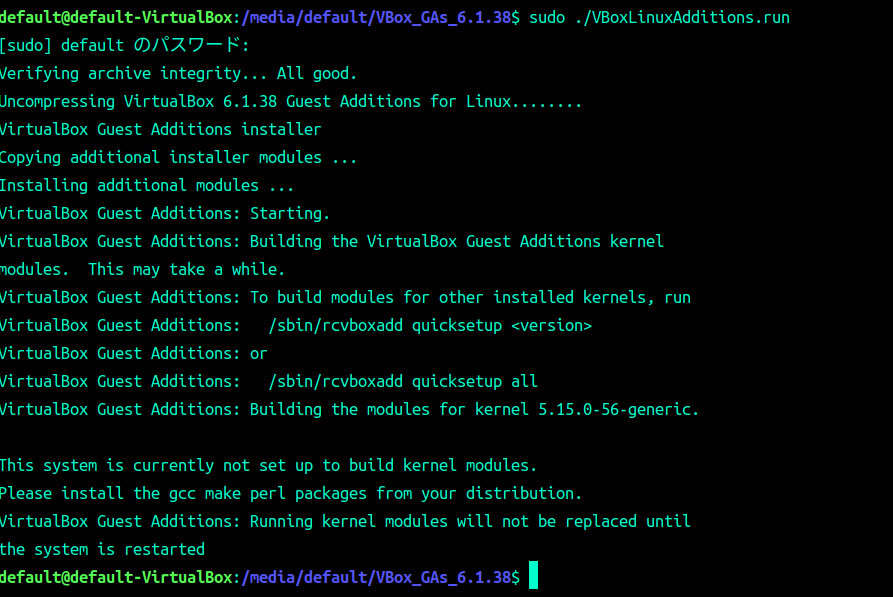 default@default-VirtualBox:/media/default/VBox_GAs_6.1.38$ sudo ./VBoxLinuxAdditions.run
[sudo] default のパスワード:
Verifying archive integrity... All good.
Uncompressing VirtualBox 6.1.38 Guest Additions for Linux........
VirtualBox Guest Additions installer
Copying additional installer modules ...
Installing additional modules ...
VirtualBox Guest Additions: Starting.
VirtualBox Guest Additions: Building the VirtualBox Guest Additions kernel
modules.  This may take a while.
VirtualBox Guest Additions: To build modules for other installed kernels, run
VirtualBox Guest Additions:   /sbin/rcvboxadd quicksetup <version>
VirtualBox Guest Additions: or
VirtualBox Guest Additions:   /sbin/rcvboxadd quicksetup all
VirtualBox Guest Additions: Building the modules for kernel 5.15.0-56-generic.

This system is currently not set up to build kernel modules.
Please install the gcc make perl packages from your distribution.
VirtualBox Guest Additions: Running kernel modules will not be replaced until
the system is restarted
default@default-VirtualBox:/media/default/VBox_GAs_6.1.38$